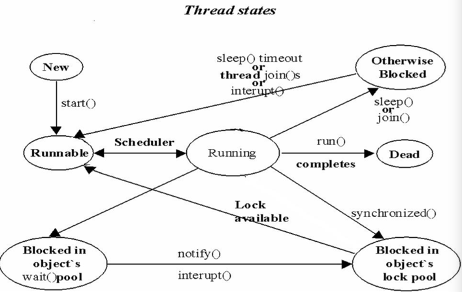 Thread states
New
start()
sleep() timeout
or
thread join()s
or
interupt()
Otherwise
Blocked
sleep()
or
join()
Runnable
Scheduler
Running
run()
completes
Dead
Lock
available
synchronized()
Blocked in
object`s
wait()pool
notify()
interupt()
Blocked in
object`s
lock pool